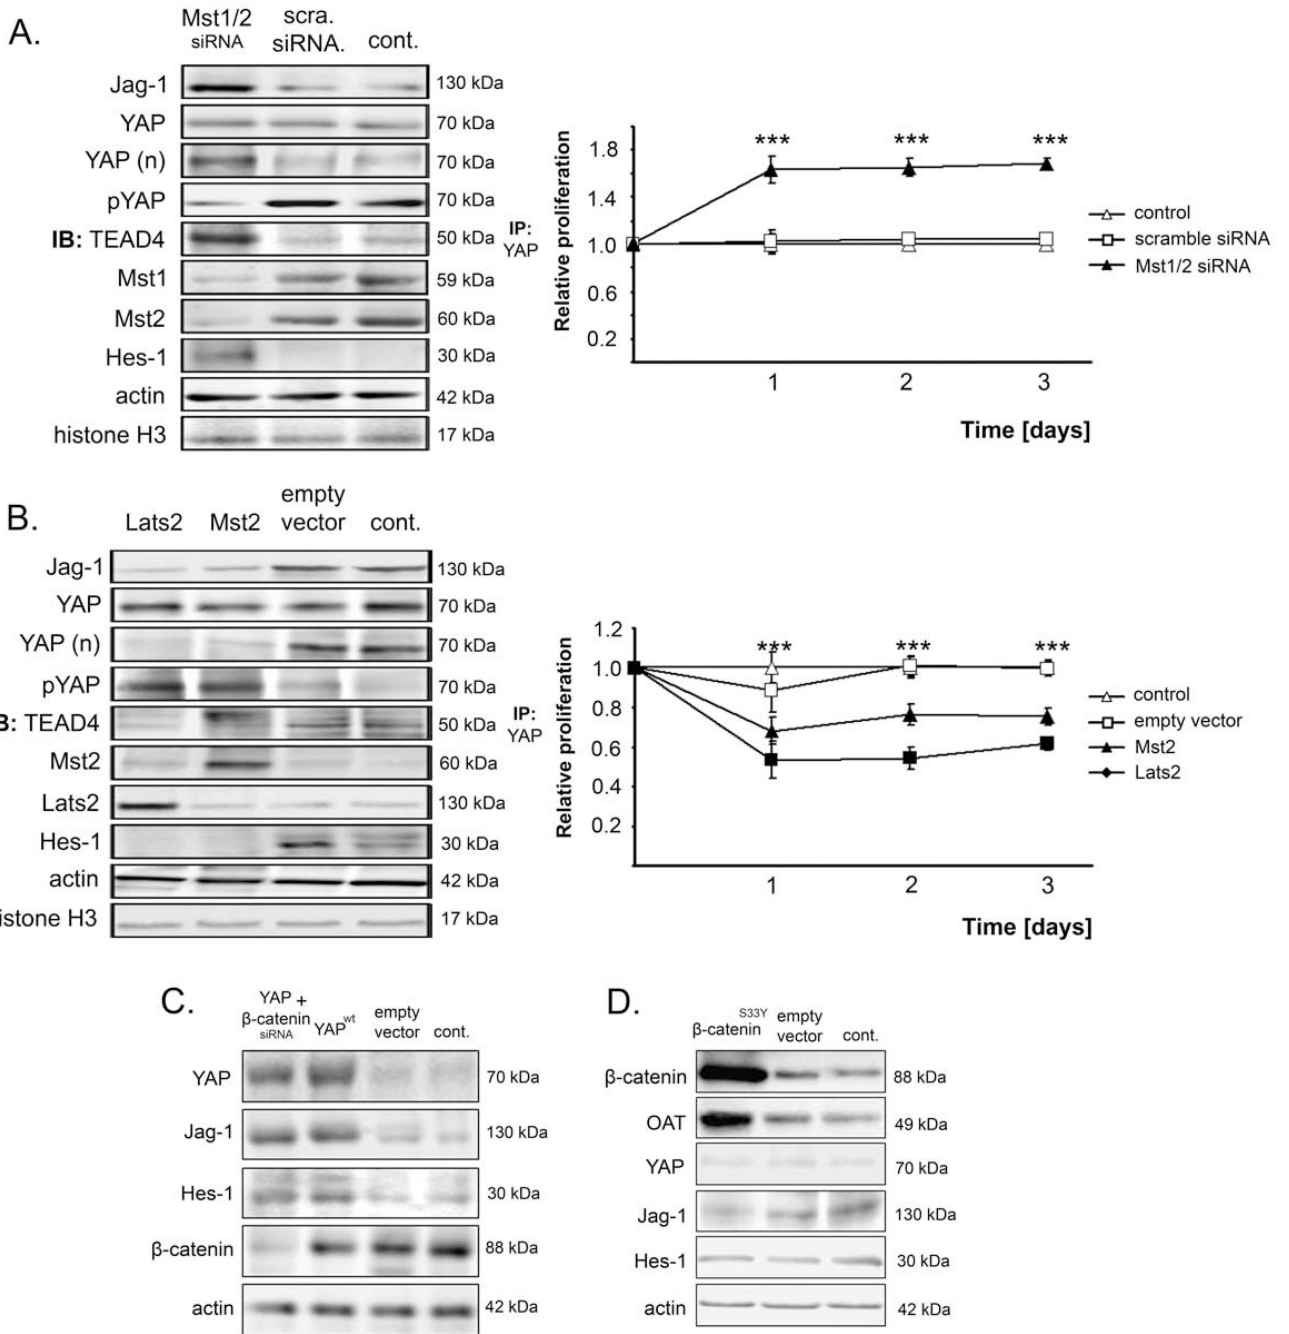 A.
Mst1/2
siRNA
scra.
siRNA.
cont.
Jag-1 130 kDa
YAP 70 kDa
YAP (n) 70 kDa
pYAP 70 kDa
IB: TEAD4 50 kDa IP:
YAP
Mst1 59 kDa
Mst2 60 kDa
Hes-1 30 kDa
actin 42 kDa
histone H3 17 kDa
Relative proliferation
1.8
1.4
1.0
0.6
0.2
*** *** ***
1 2 3
Time [days]
control
scramble siRNA
Mst1/2 siRNA
B.
Lats2 Mst2 empty
vector cont.
Jag-1 130 kDa
YAP 70 kDa
YAP (n) 70 kDa
pYAP 70 kDa
B: TEAD4 50 kDa IP:
YAP
Mst2 60 kDa
Lats2 130 kDa
Hes-1 30 kDa
actin 42 kDa
istone H3 17 kDa
Relative proliferation
1.2
1.0
0.8
0.6
0.4
0.2
*** *** ***
1 2 3
Time [days]
control
empty vector
Mst2
Lats2
C.
YAP +
β-catenin
siRNA
YAPwt
empty
vector
cont.
YAP 70 kDa
Jag-1 130 kDa
Hes-1 30 kDa
β-catenin 88 kDa
actin 42 kDa
D.
S33Y
β-catenin
empty
vector
cont.
β-catenin 88 kDa
OAT 49 kDa
YAP 70 kDa
Jag-1 130 kDa
Hes-1 30 kDa
actin 42 kDa